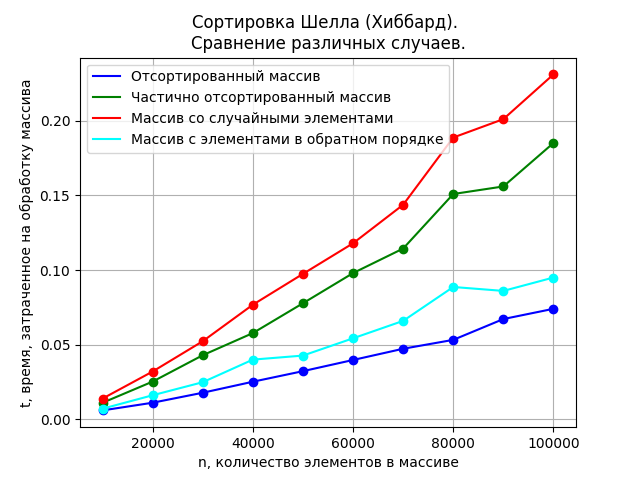 Сортировка Шелла (Хиббард).
Сравнение различных случаев.
Отсортированный массив
Частично отсортированный массив
Массив со случайными элементами
Массив с элементами в обратном порядке
t, время, затраченное на обработку массива
0.20
0.15
0.10
0.05
0.00
20000 40000 60000 80000 100000
n, количество элементов в массиве